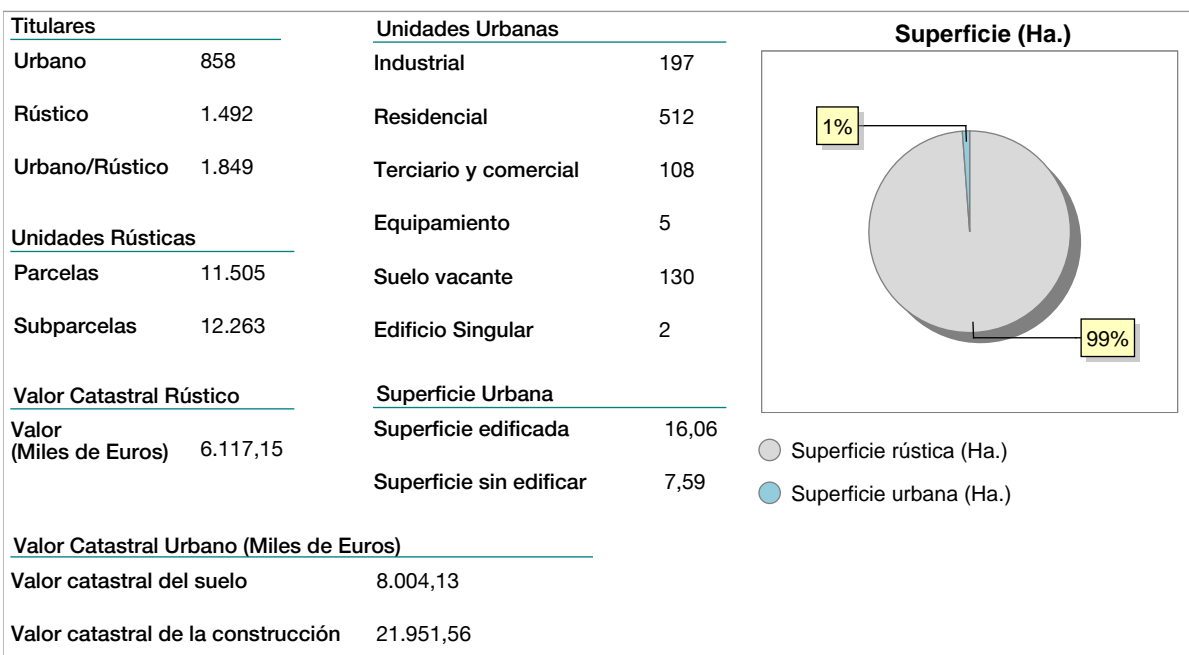 Titulares
Urbano 858
Rústico 1.492
Urbano/Rústico 1.849
Unidades Rústicas
Parcelas 11.505
Subparcelas 12.263
Valor Catastral Rústico
Valor
(Miles de Euros) 6.117,15
Unidades Urbanas
Industrial 197
Residencial 512
Terciario y comercial 108
Equipamiento 5
Suelo vacante 130
Edificio Singular 2
Superficie Urbana
Superficie edificada 16,06
Superficie sin edificar 7,59
Valor Catastral Urbano (Miles de Euros)
Valor catastral del suelo 8.004,13
Valor catastral de la construcción 21.951,56
Superficie (Ha.)
1%
99%
Superficie rústica (Ha.)
Superficie urbana (Ha.)